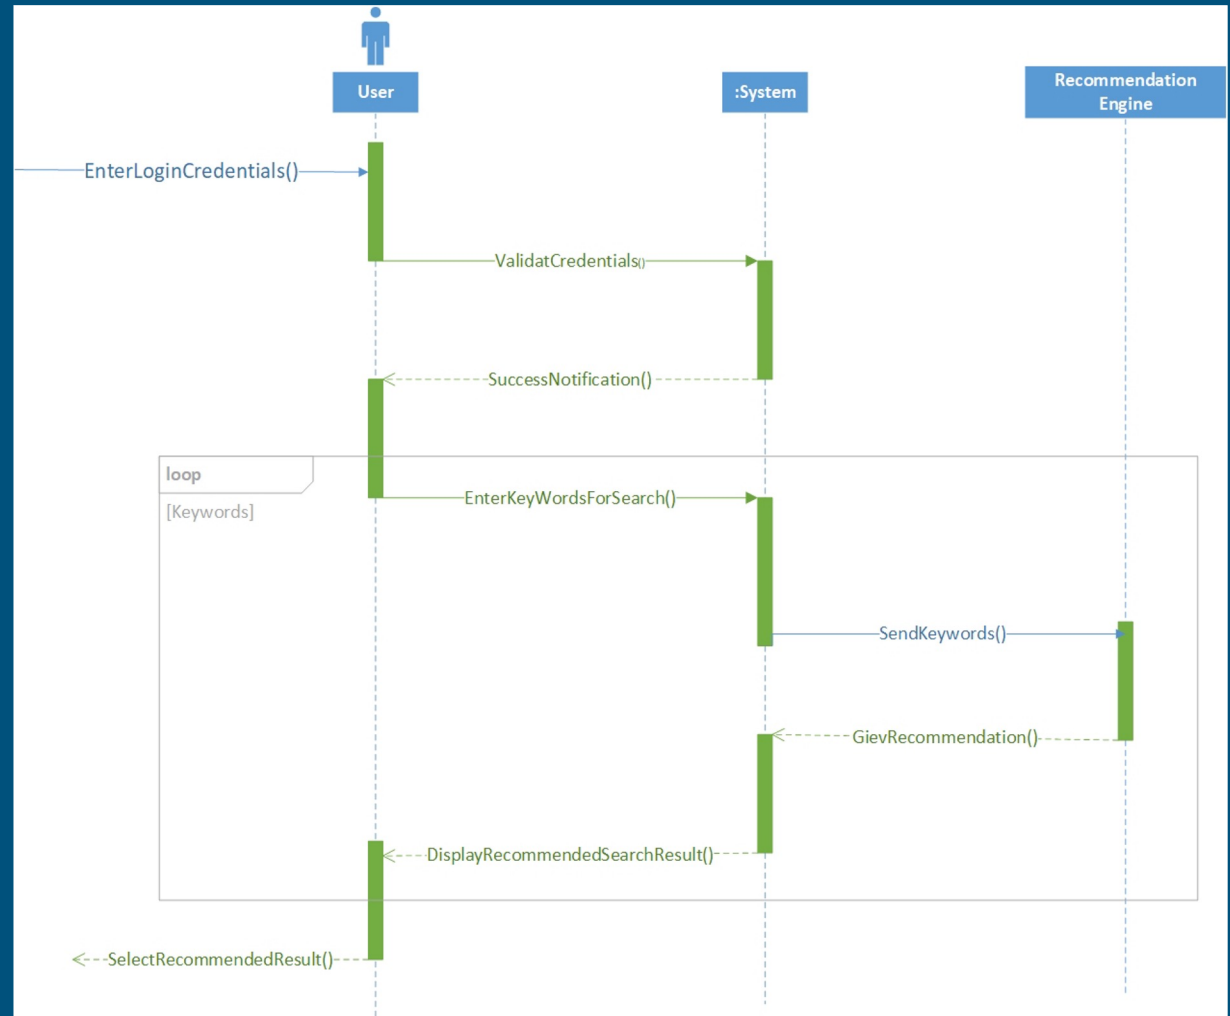 User
:System
Recommendation
Engine
EnterLoginCredentials()
ValidatCredentials()
SuccessNotification()
loop
[Keywords]
EnterKeyWordsForSearch()
SendKeywords()
GievRecommendation()
DisplayRecommendedSearchResult()
SelectRecommendedResult()